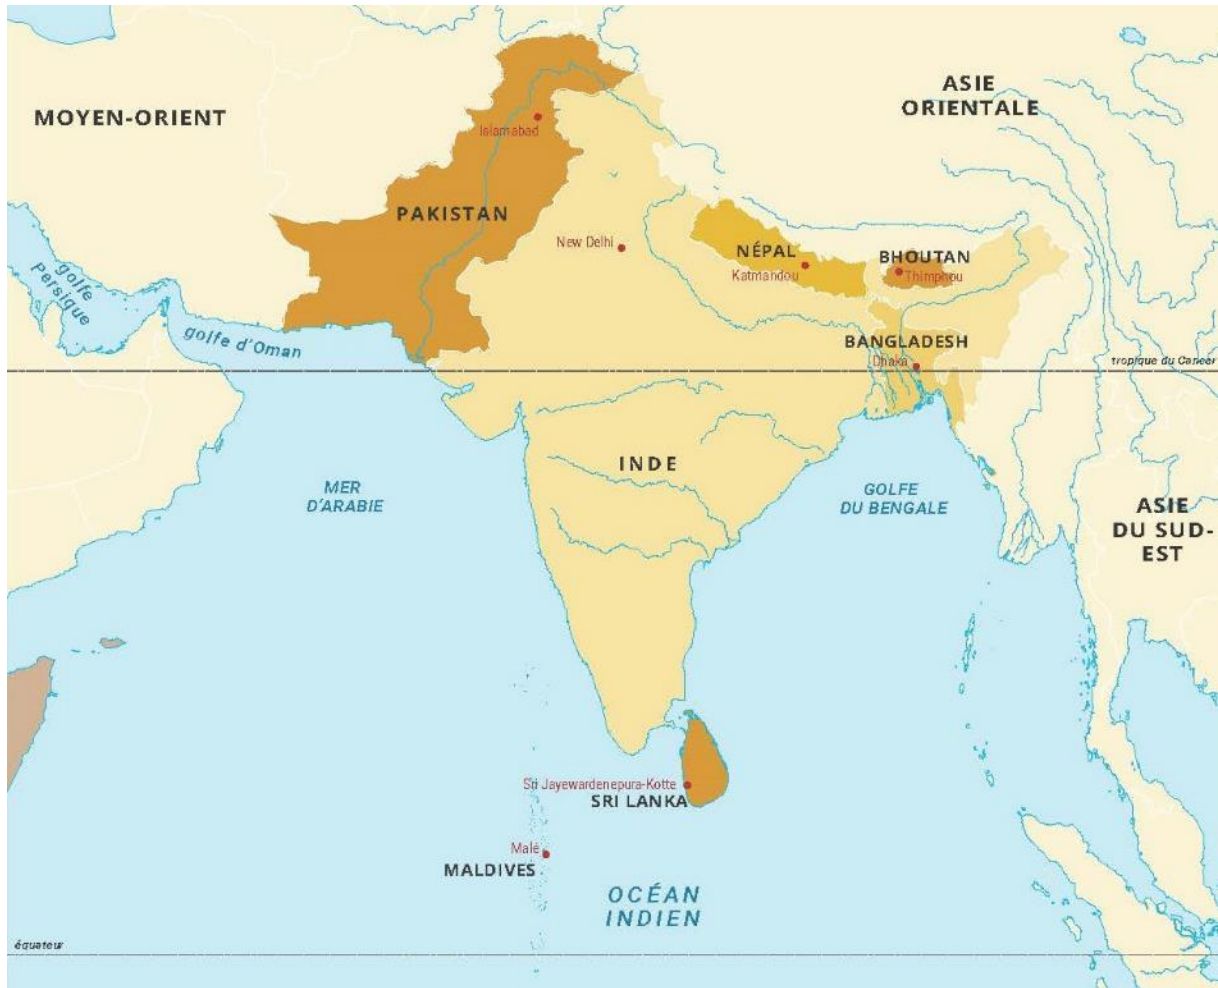 ASIE
ORIENTALE
MOYEN-ORIENT
Islamabad
PAKISTAN
New Delhi
NÉPAL
Katmandou
BHOUTAN
Thimphou
golfe
Persique
golfe d'Oman
BANGLADESH
Dhaka
tropique du Cancer
INDE
MER
D'ARABIE
GOLFE
DU BENGALE
ASIE
DU SUD-
EST
Sri Jayewardenepura-Kotte
SRI LANKA
Malé
MALDIVES
OCÉAN
INDIEN
équateur